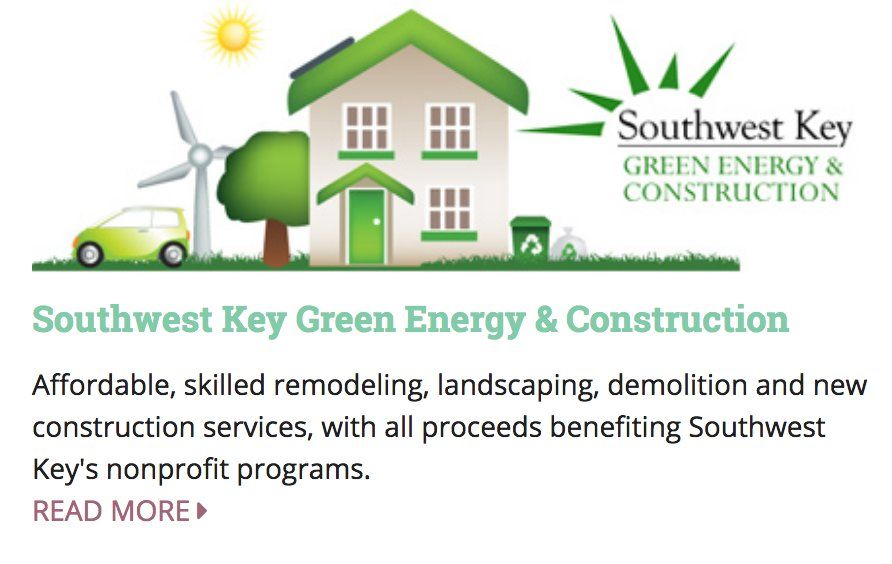 Southwest Key
GREEN ENERGY &
CONSTRUCTION
Southwest Key Green Energy & Construction
Affordable, skilled remodeling, landscaping, demolition and new
construction services, with all proceeds benefiting Southwest
Key's nonprofit programs.
READ MORE